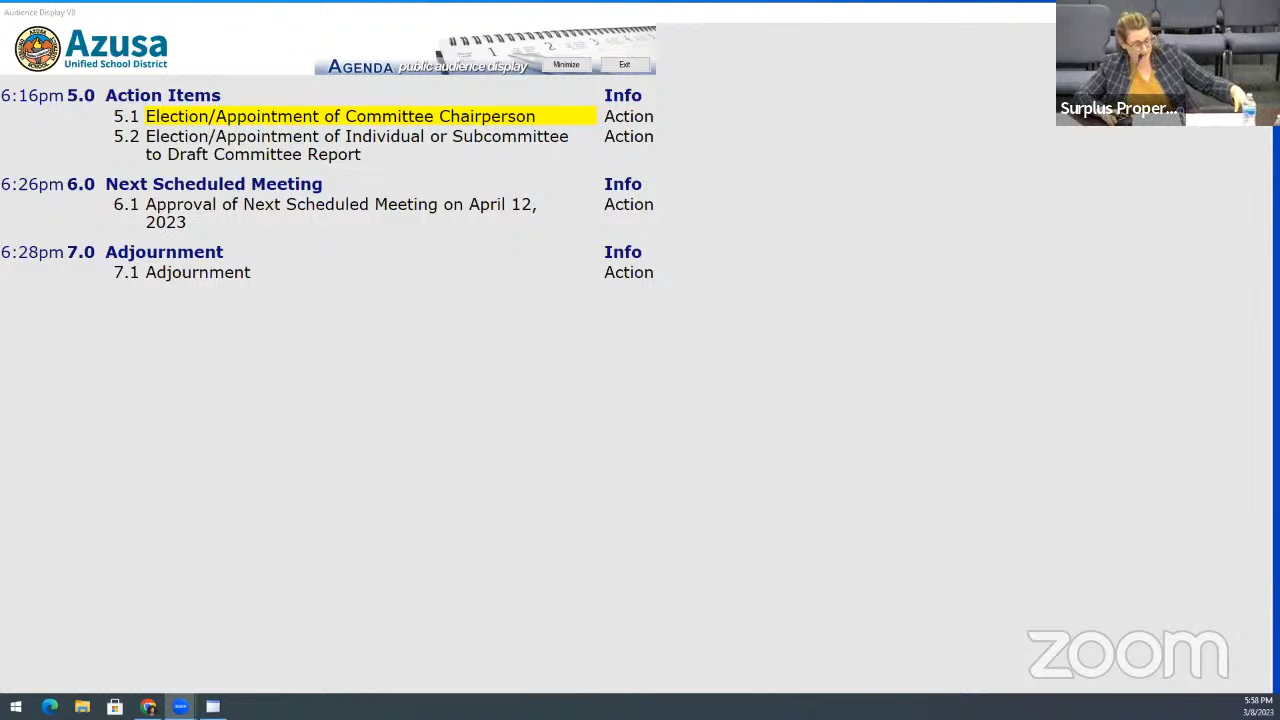 Audience Display V8
Azusa
Unified School District
AGENDA public audience display
Minimize
Exit
6:16pm 5.0 Action Items Info
5.1 Election/Appointment of Committee Chairperson Action
5.2 Election/Appointment of Individual or Subcommittee Action
to Draft Committee Report
6:26pm 6.0 Next Scheduled Meeting Info
6.1 Approval of Next Scheduled Meeting on April 12, Action
2023
6:28pm 7.0 Adjournment Info
7.1 Adjournment Action
Surplus Proper...
zoom
5:58 PM
3/8/2023